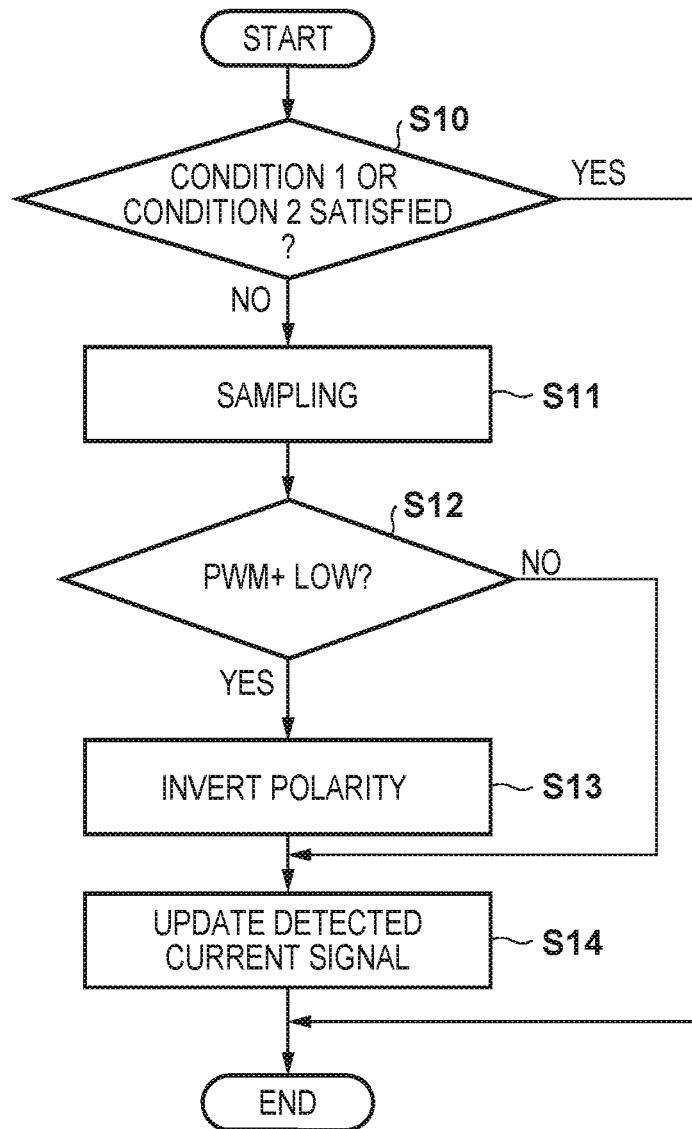 START
S10
CONDITION 1 OR
CONDITION 2 SATISFIED
?
YES
NO
SAMPLING
S11
S12
PWM+ LOW?
NO
YES
INVERT POLARITY
S13
UPDATE DETECTED
CURRENT SIGNAL
S14
END